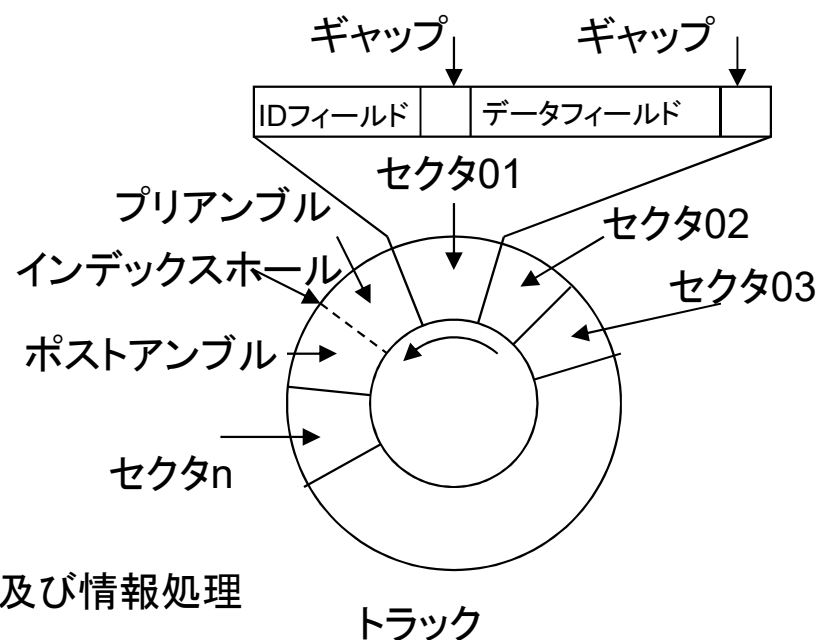 ギャップ
ギャップ
IDフィールド
データフィールド
セクタ01
プリアンブル
セクタ02
インデックスホール
セクタ03
ポストアンブル
セクタn
及び情報処理
トラック